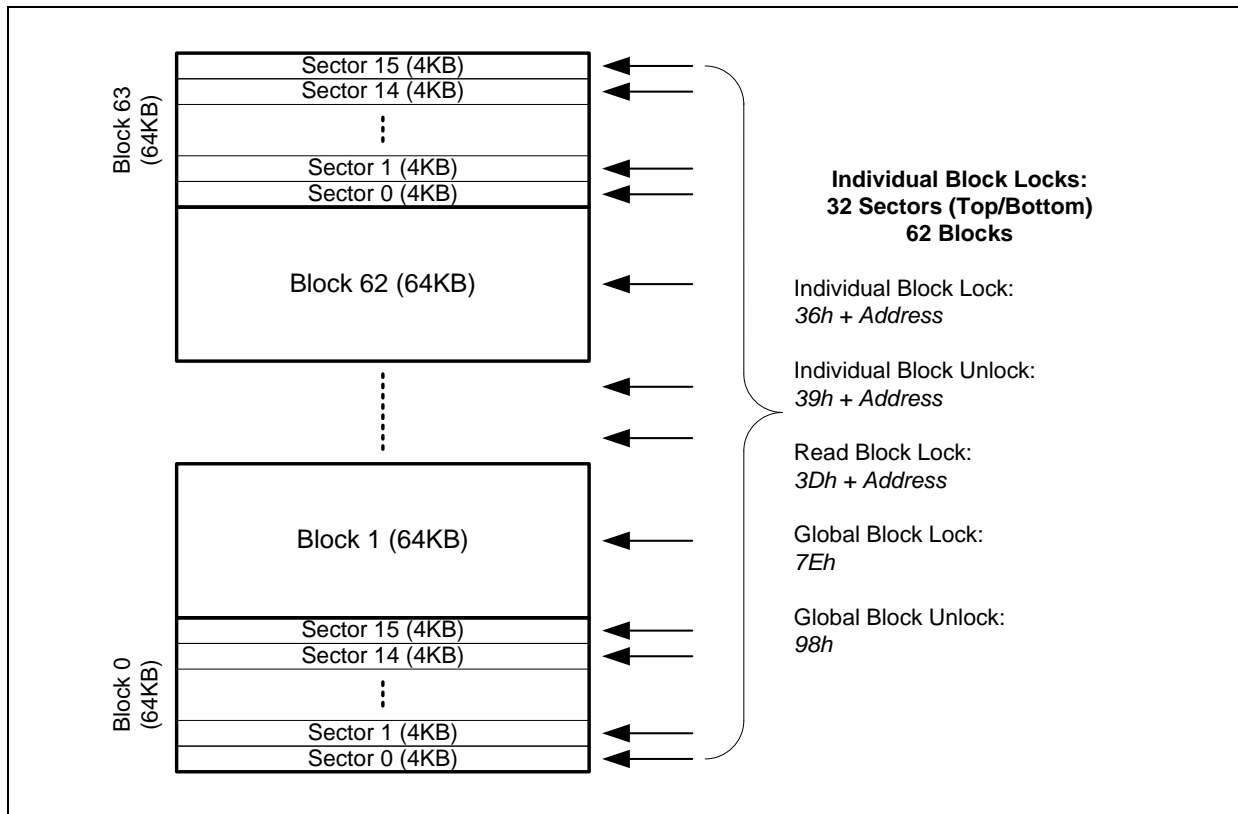 Block 63
(64KB)
Sector 15 (4KB)
Sector 14 (4KB)
Sector 1 (4KB)
Sector 0 (4KB)
Block 62 (64KB)
Block 1 (64KB)
Block 0
(64KB)
Sector 15 (4KB)
Sector 14 (4KB)
Sector 1 (4KB)
Sector 0 (4KB)
Individual Block Locks:
32 Sectors (Top/Bottom)
62 Blocks
Individual Block Lock:
36h + Address
Individual Block Unlock:
39h + Address
Read Block Lock:
3Dh + Address
Global Block Lock:
7Eh
Global Block Unlock:
98h